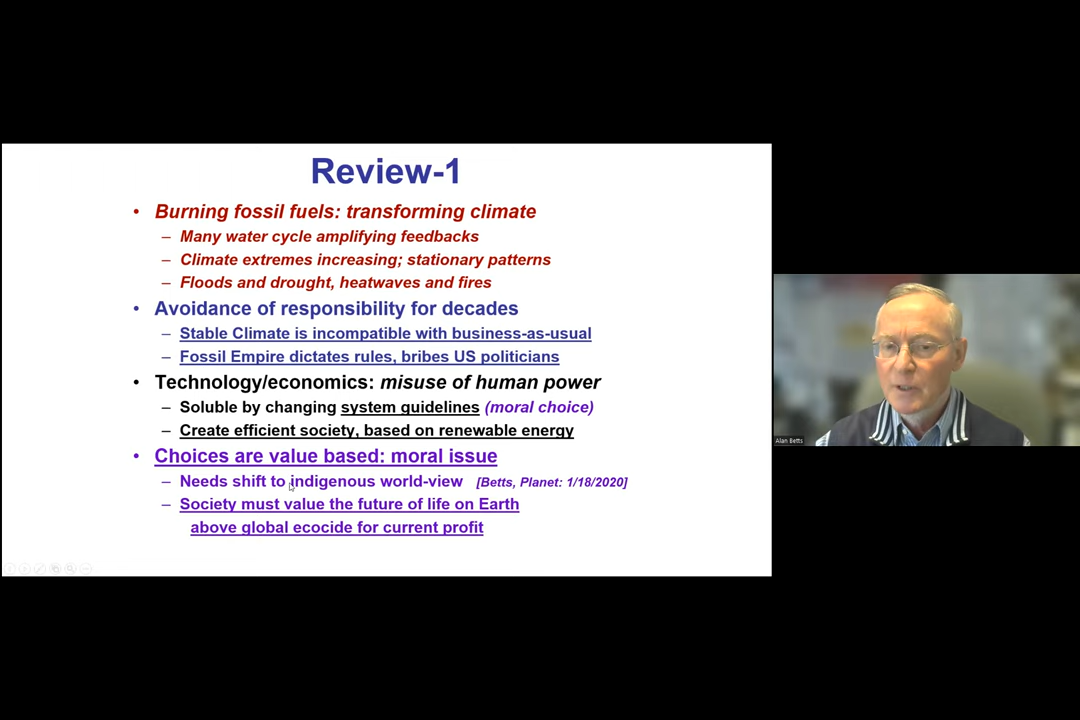 Review-1
• Burning fossil fuels: transforming climate
– Many water cycle amplifying feedbacks
– Climate extremes increasing; stationary patterns
– Floods and drought, heatwaves and fires
• Avoidance of responsibility for decades
– Stable Climate is incompatible with business-as-usual
– Fossil Empire dictates rules, bribes US politicians
• Technology/economics: misuse of human power
– Soluble by changing system guidelines (moral choice)
– Create efficient society, based on renewable energy
• Choices are value based: moral issue
– Needs shift to indigenous world-view [Betts, Planet: 1/18/2020]
– Society must value the future of life on Earth
above global ecocide for current profit
Alan Betts